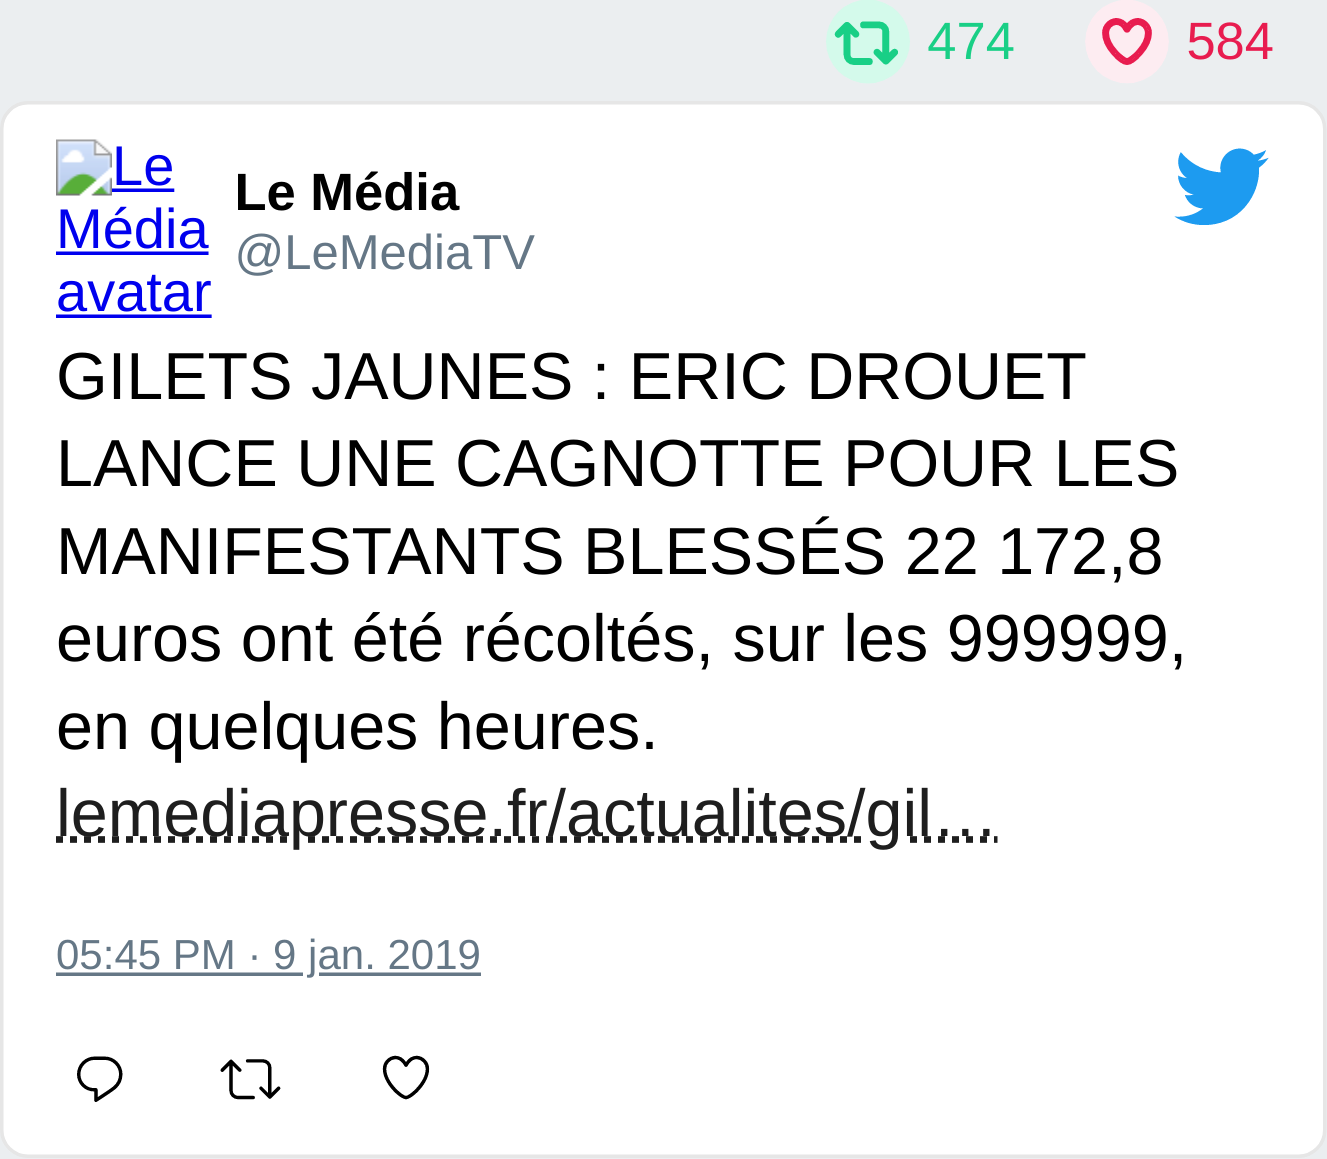 474 584
Le
Média
avatar
Le Média
@LeMediaTV
GILETS JAUNES : ERIC DROUET
LANCE UNE CAGNOTTE POUR LES
MANIFESTANTS BLESSÉS 22 172,8
euros ont été récoltés, sur les 999999,
en quelques heures.
lemediapresse.fr/actualites/gil…
05:45 PM · 9 jan. 2019